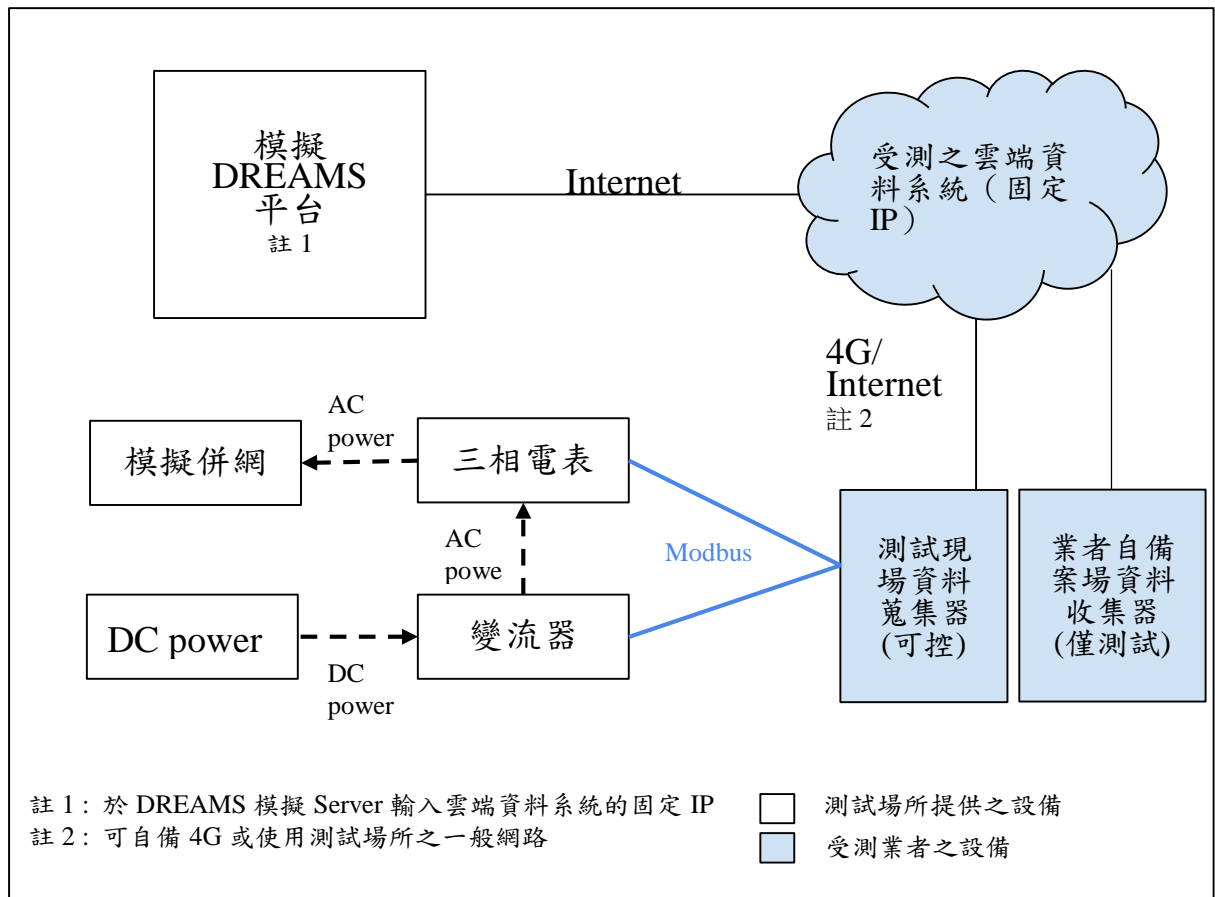 模擬
DREAMS
平台
註 1
Internet
受測之雲端資
料系統（固定
IP）
4G/
Internet
註 2
AC
power
模擬併網
三相電表
AC
powe
Modbus
DC power
DC
power
變流器
測試現
場資料
蒐集器
(可控)
業者自備
案場資料
收集器
(僅測試)
註 1：於 DREAMS 模擬 Server 輸入雲端資料系統的固定 IP
註 2：可自備 4G 或使用測試場所之一般網路
測試場所提供之設備
受測業者之設備